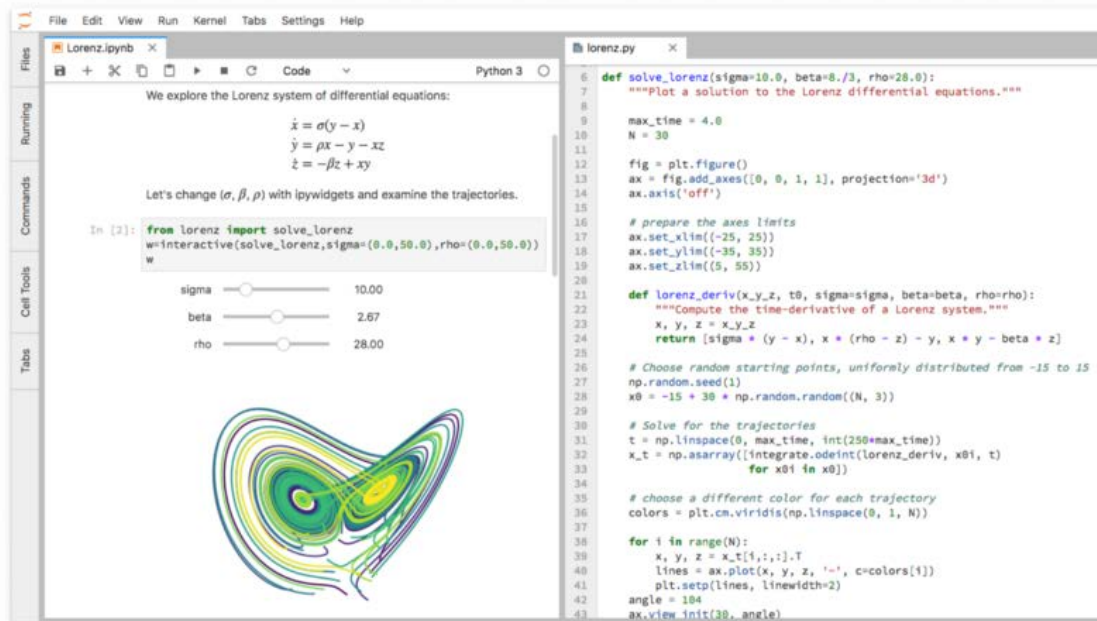 File Edit View Run Kernel Tabs Settings Help
Files
Running
Commands
Cell Tools
Tabs
Lorenz.ipynb ×
Code
Python 3
We explore the Lorenz system of differential equations:
ẋ = σ(y − x)
ẏ = ρx − y − xz
ż = −βz + xy
Let's change (σ, β, ρ) with ipywidgets and examine the trajectories.
In [2]: from lorenz import solve_lorenz
w=interactive(solve_lorenz,sigma=(0.0,50.0),rho=(0.0,50.0))
w
sigma 10.00
beta 2.67
rho 28.00
lorenz.py ×
6 def solve_lorenz(sigma=10.0, beta=8./3, rho=28.0):
7     """Plot a solution to the Lorenz differential equations."""
8
9     max_time = 4.0
10     N = 30
11
12     fig = plt.figure()
13     ax = fig.add_axes([0, 0, 1, 1], projection='3d')
14     ax.axis('off')
15
16     # prepare the axes limits
17     ax.set_xlim((-25, 25))
18     ax.set_ylim((-35, 35))
19     ax.set_zlim((5, 55))
20
21     def lorenz_deriv(x_y_z, t0, sigma=sigma, beta=beta, rho=rho):
22         """Compute the time-derivative of a Lorenz system."""
23         x, y, z = x_y_z
24         return [sigma * (y - x), x * (rho - z) - y, x * y - beta * z]
25
26     # Choose random starting points, uniformly distributed from -15 to 15
27     np.random.seed(1)
28     x0 = -15 + 30 * np.random.random((N, 3))
29
30     # Solve for the trajectories
31     t = np.linspace(0, max_time, int(250*max_time))
32     x_t = np.asarray([integrate.odeint(lorenz_deriv, x0i, t)
33                       for x0i in x0])
34
35     # choose a different color for each trajectory
36     colors = plt.cm.viridis(np.linspace(0, 1, N))
37
38     for i in range(N):
39         x, y, z = x_t[i,:,:].T
40         lines = ax.plot(x, y, z, '-', c=colors[i])
41         plt.setp(lines, linewidth=2)
42     angle = 104
43     ax.view_init(30, angle)